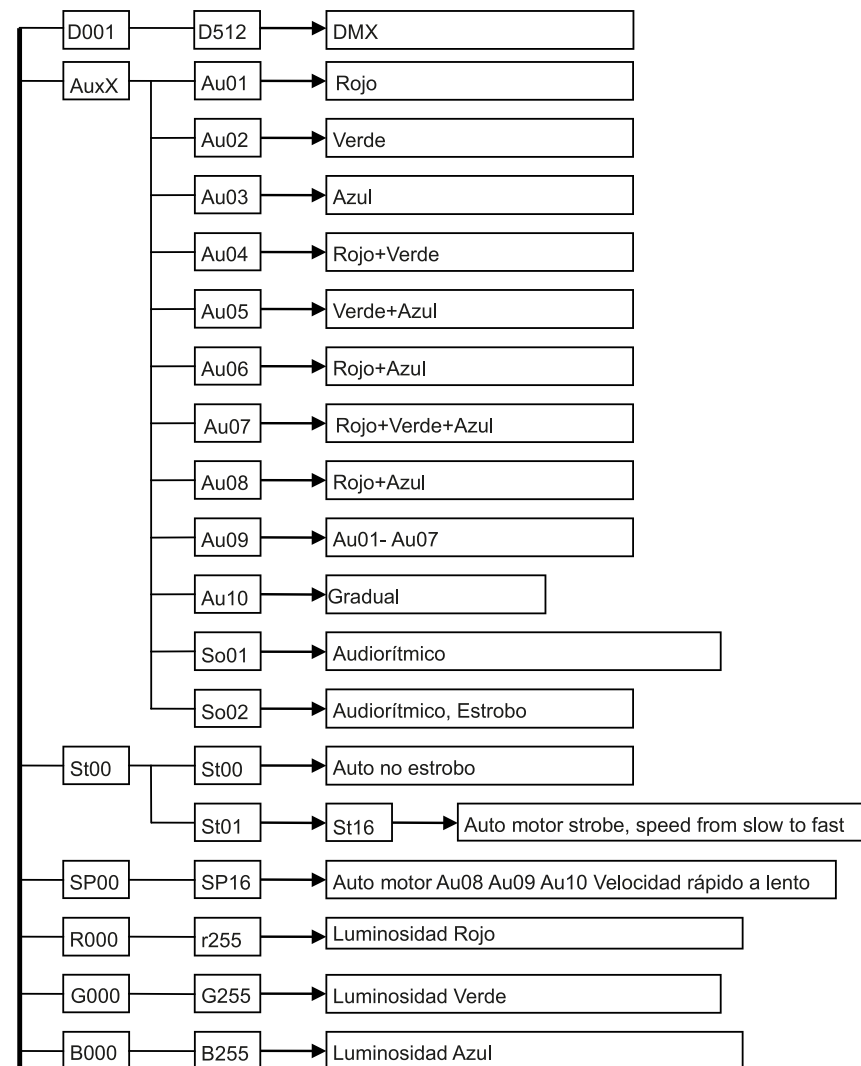 D001 D512 DMX
AuxX Au01 Rojo
Au02 Verde
Au03 Azul
Au04 Rojo+Verde
Au05 Verde+Azul
Au06 Rojo+Azul
Au07 Rojo+Verde+Azul
Au08 Rojo+Azul
Au09 Au01- Au07
Au10 Gradual
So01 Audiorítmico
So02 Audiorítmico, Estrobo
St00 St00 Auto no estrobo
St01 St16 Auto motor strobe, speed from slow to fast
SP00 SP16 Auto motor Au08 Au09 Au10 Velocidad rápido a lento
R000 r255 Luminosidad Rojo
G000 G255 Luminosidad Verde
B000 B255 Luminosidad Azul